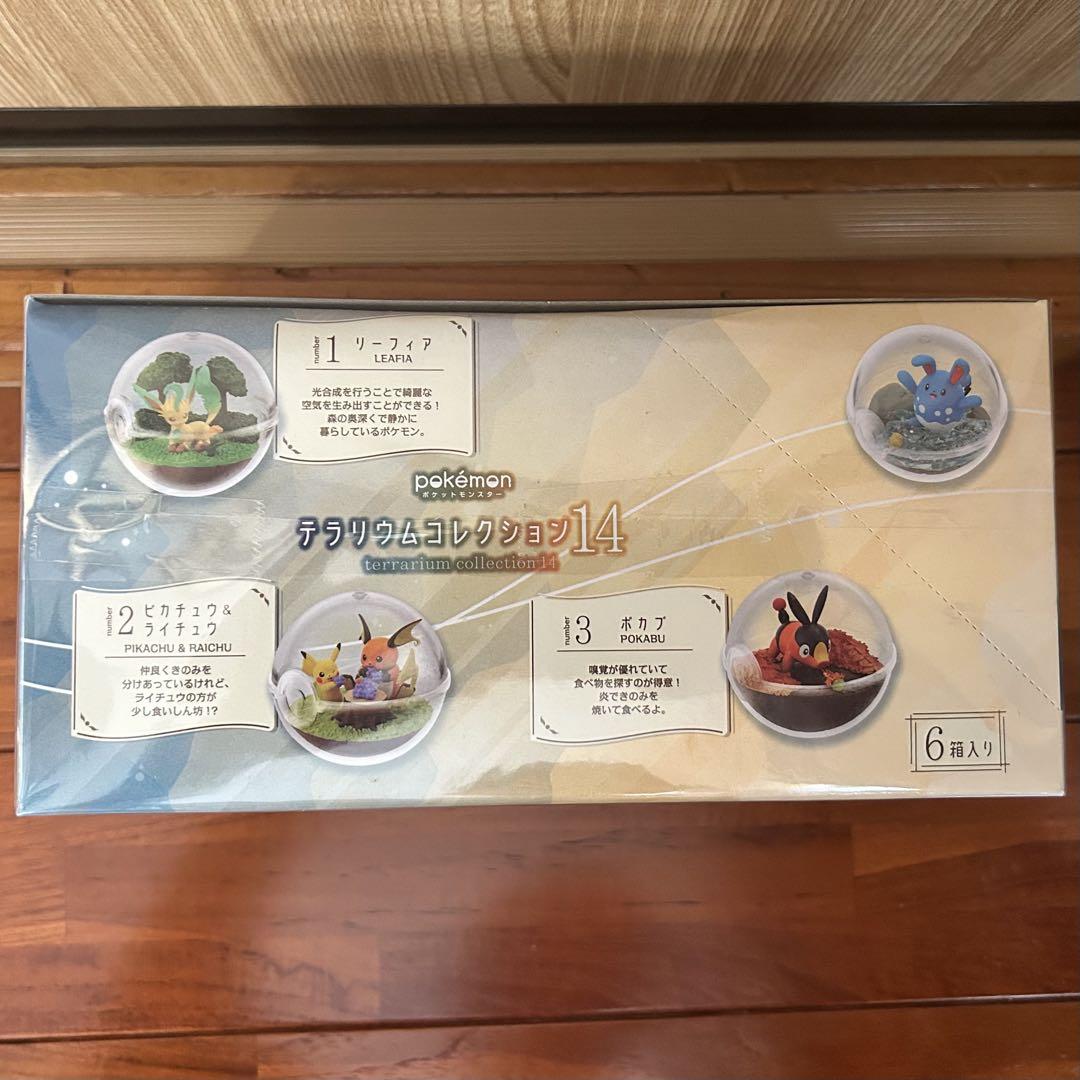 number 1 リーフィア
LEAFIA
光合成を行うことで綺麗な
空気を生み出すことができる!
森の奥深くで静かに
暮らしているポケモン。
pokémon
ポケットモンスター
テラリウムコレクション14
terrarium collection 14
number 2 ピカチュウ&
ライチュウ
PIKACHU & RAICHU
仲良くきのみを
分けあっているけれど、
ライチュウの方が
少し食いしん坊!?
number 3 ポカブ
POKABU
嗅覚が優れていて
食べ物を探すのが得意!
炎できのみを
焼いて食べるよ。
6箱入り